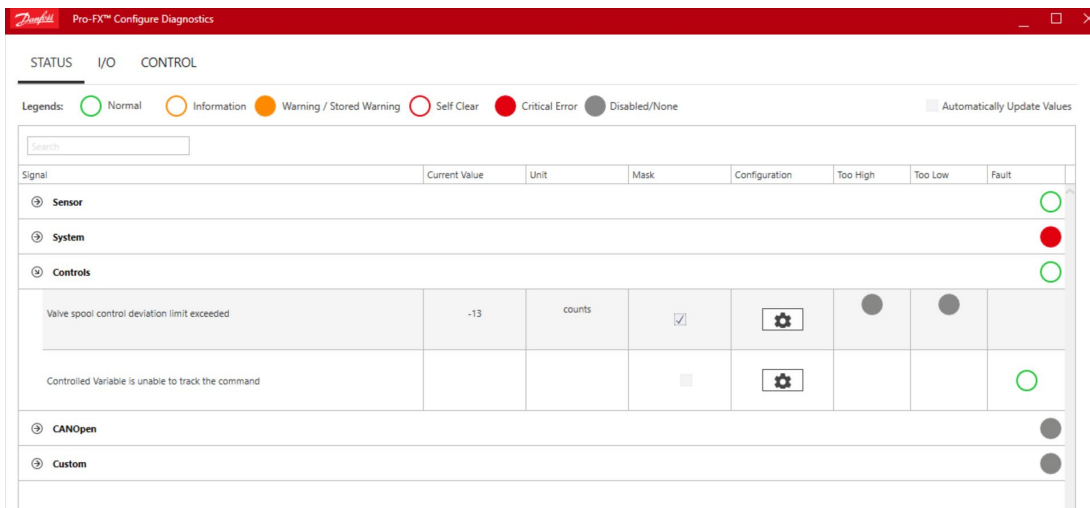 Danfoss Pro-FX™ Configure Diagnostics
STATUS I/O CONTROL
Legends: Normal Information Warning / Stored Warning Self Clear Critical Error Disabled/None Automatically Update Values
Search
Signal Current Value Unit Mask Configuration Too High Too Low Fault
Sensor
System
Controls
Valve spool control deviation limit exceeded -13 counts
Controlled Variable is unable to track the command
CANOpen
Custom